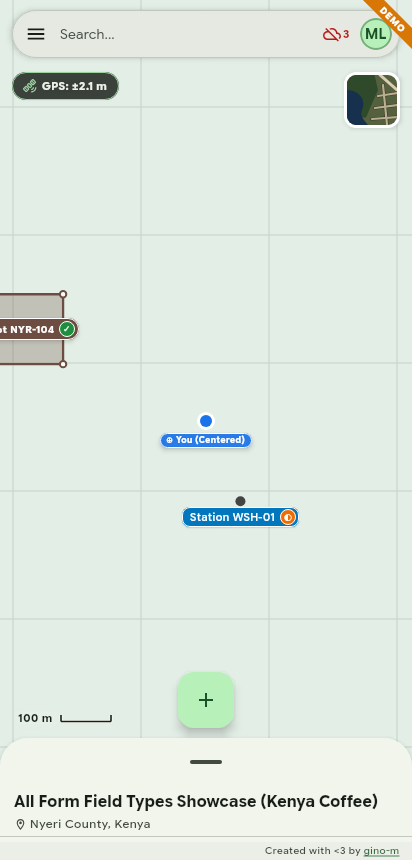 Search...
3
ML
DEMO
GPS: ±2.1 m
NYR-104
You (Centered)
Station WSH-01
100 m
All Form Field Types Showcase (Kenya Coffee)
Nyeri County, Kenya
Created with <3 by gino-m